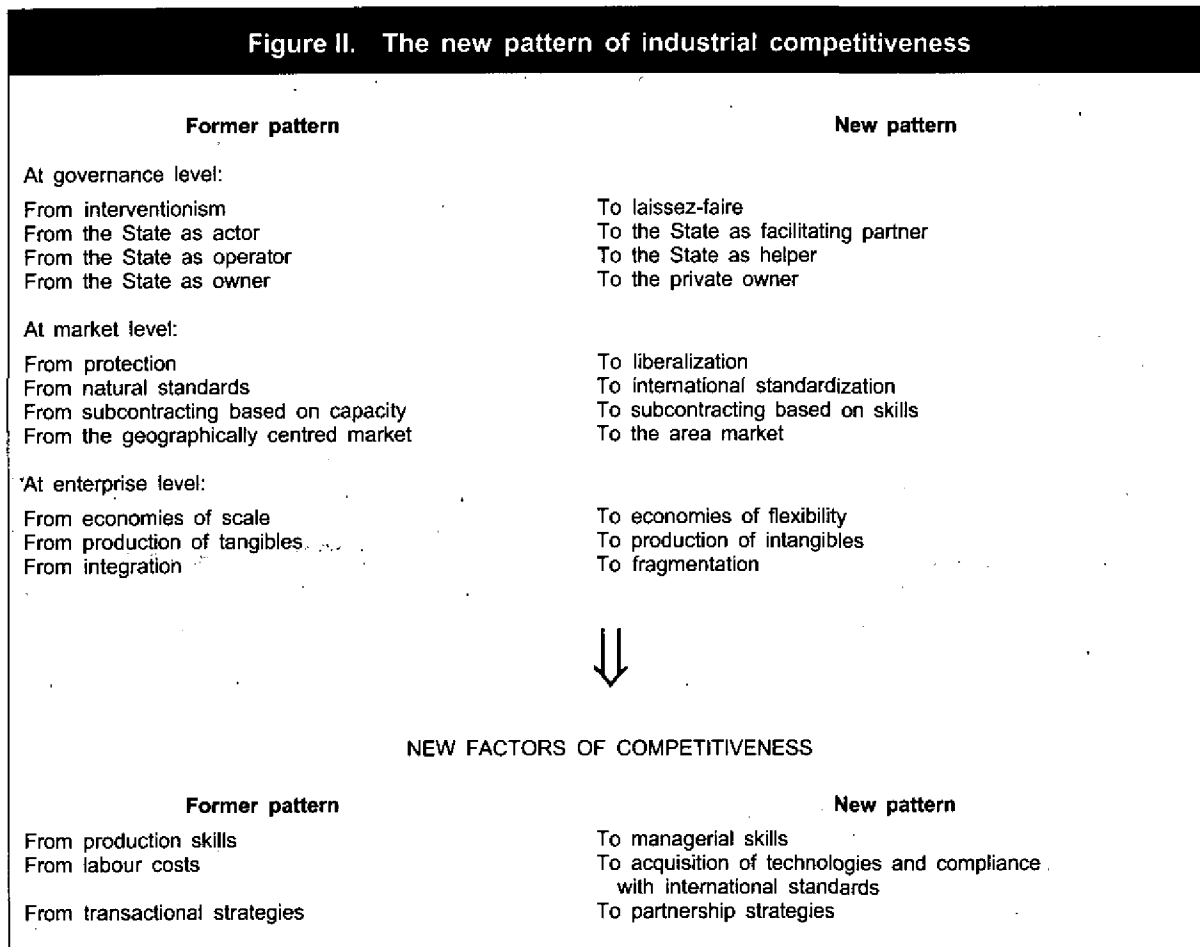 Figure II. The new pattern of industrial competitiveness
Former pattern New pattern
At governance level:
From interventionism To laissez-faire
From the State as actor To the State as facilitating partner
From the State as operator To the State as helper
From the State as owner To the private owner
At market level:
From protection To liberalization
From natural standards To international standardization
From subcontracting based on capacity To subcontracting based on skills
From the geographically centred market To the area market
At enterprise level:
From economies of scale To economies of flexibility
From production of tangibles To production of intangibles
From integration To fragmentation
NEW FACTORS OF COMPETITIVENESS
Former pattern New pattern
From production skills To managerial skills
From labour costs To acquisition of technologies and compliance
with international standards
From transactional strategies To partnership strategies